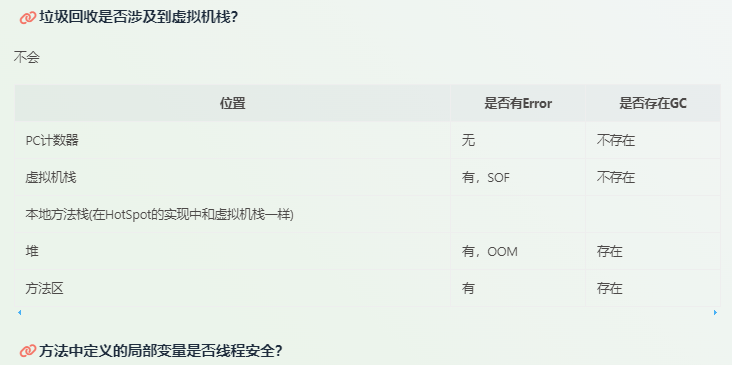 垃圾回收是否涉及到虚拟机栈？
不会
位置 是否有Error 是否存在GC
PC计数器 无 不存在
虚拟机栈 有，SOF 不存在
本地方法栈(在HotSpot的实现中和虚拟机栈一样)
堆 有，OOM 存在
方法区 有 存在
方法中定义的局部变量是否线程安全？